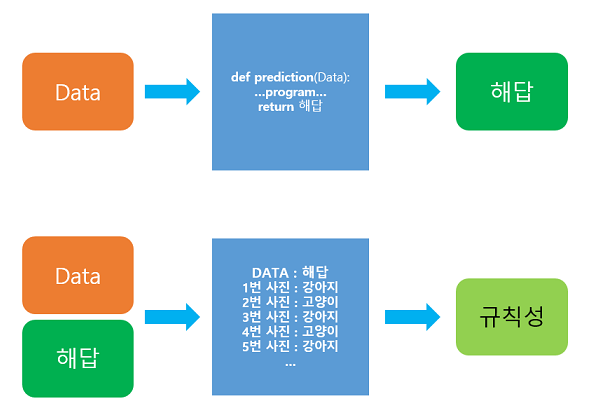 Data
def prediction(Data):
...program...
return 해답
해답
Data
해답
DATA : 해답
1번 사진 : 강아지
2번 사진 : 고양이
3번 사진 : 강아지
4번 사진 : 고양이
5번 사진 : 강아지
...
규칙성